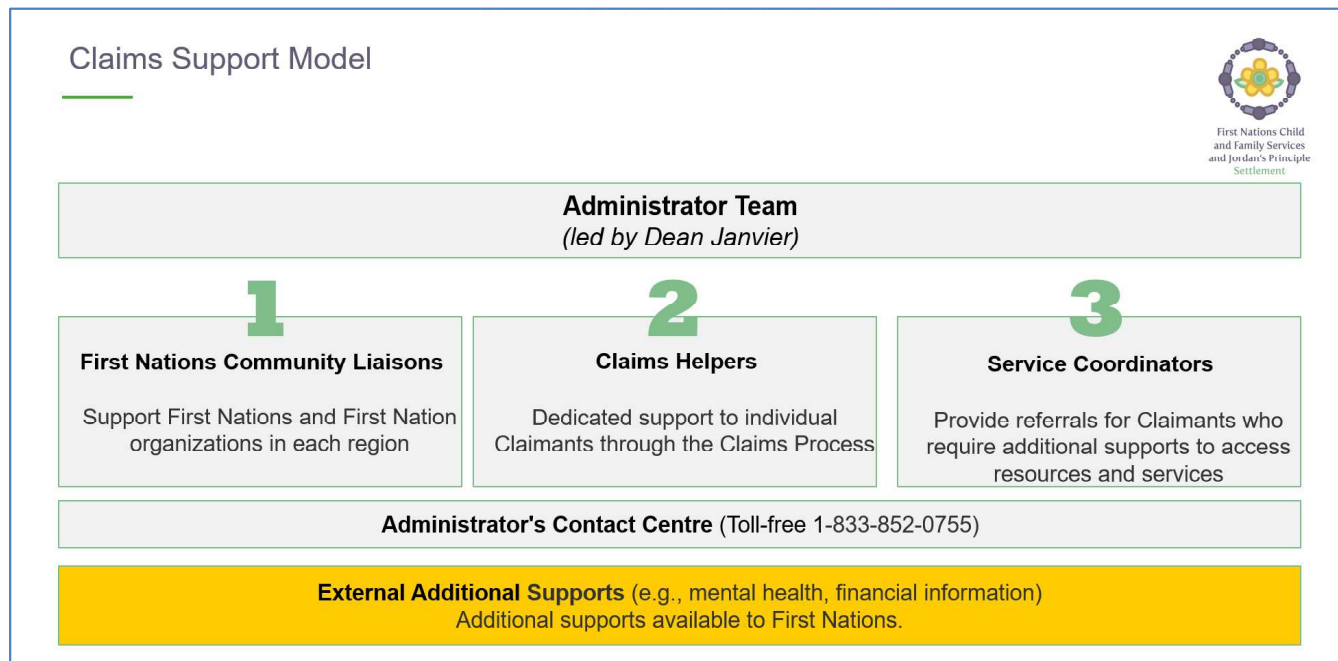 Claims Support Model
First Nations Child
and Family Services
and Jordan's Principle
Settlement
Administrator Team
(led by Dean Janvier)
1
First Nations Community Liaisons
Support First Nations and First Nation
organizations in each region
2
Claims Helpers
Dedicated support to individual
Claimants through the Claims Process
3
Service Coordinators
Provide referrals for Claimants who
require additional supports to access
resources and services
Administrator's Contact Centre (Toll-free 1-833-852-0755)
External Additional Supports (e.g., mental health, financial information)
Additional supports available to First Nations.